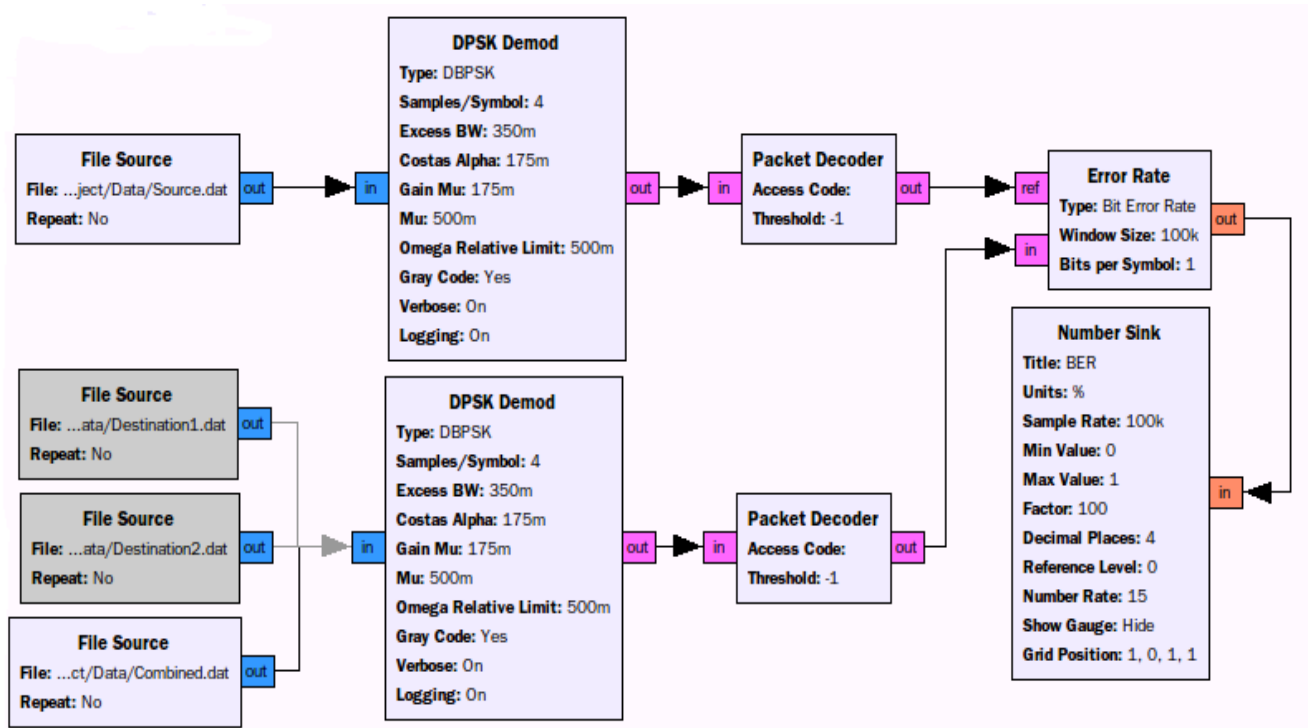 File Source
File: ...ject/Data/Source.dat
Repeat: No
out
in
DPSK Demod
Type: DBPSK
Samples/Symbol: 4
Excess BW: 350m
Costas Alpha: 175m
Gain Mu: 175m
Mu: 500m
Omega Relative Limit: 500m
Gray Code: Yes
Verbose: On
Logging: On
out
in
Packet Decoder
Access Code:
Threshold: -1
out
ref
in
Error Rate
Type: Bit Error Rate
Window Size: 100k
Bits per Symbol: 1
out
File Source
File: ...ata/Destination1.dat
Repeat: No
out
File Source
File: ...ata/Destination2.dat
Repeat: No
out
File Source
File: ...ct/Data/Combined.dat
Repeat: No
out
in
DPSK Demod
Type: DBPSK
Samples/Symbol: 4
Excess BW: 350m
Costas Alpha: 175m
Gain Mu: 175m
Mu: 500m
Omega Relative Limit: 500m
Gray Code: Yes
Verbose: On
Logging: On
out
in
Packet Decoder
Access Code:
Threshold: -1
out
Number Sink
Title: BER
Units: %
Sample Rate: 100k
Min Value: 0
Max Value: 1
Factor: 100
Decimal Places: 4
Reference Level: 0
Number Rate: 15
Show Gauge: Hide
Grid Position: 1, 0, 1, 1
in